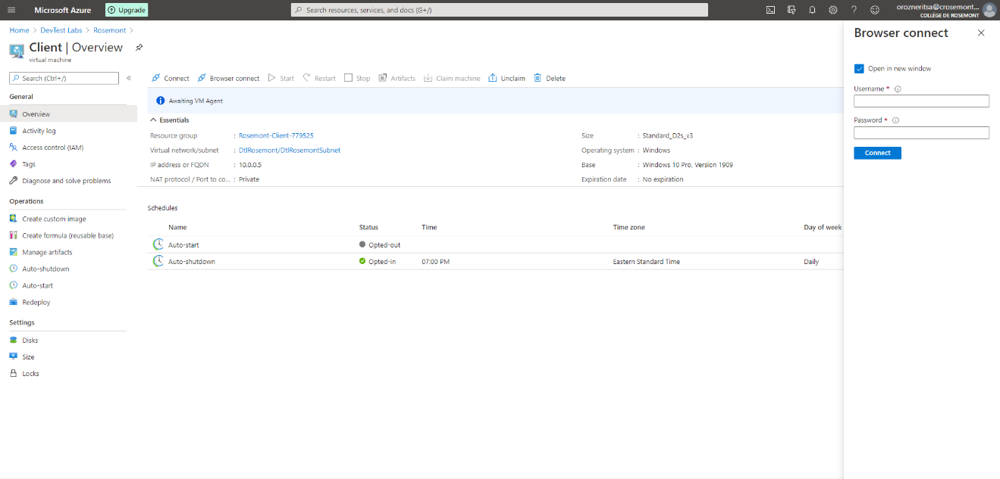 Microsoft Azure
Upgrade
Search resources, services, and docs (G+/)
orozneritsa@crosemont...
COLLÈGE DE ROSEMONT
Home > DevTest Labs > Rosemont >
Client | Overview
virtual machine
Search (Ctrl+/)
«
General
Overview
Activity log
Access control (IAM)
Tags
Diagnose and solve problems
Operations
Create custom image
Create formula (reusable base)
Manage artifacts
Auto-shutdown
Auto-start
Redeploy
Settings
Disks
Size
Locks
Connect Browser connect Start Restart Stop Artifacts Claim machine Unclaim Delete
Awaiting VM Agent
Essentials
Resource group : Rosemont-Client-779525
Virtual network/subnet : DtlRosemont/DtlRosemontSubnet
IP address or FQDN : 10.0.0.5
NAT protocol / Port to co... : Private
Size : Standard_D2s_v3
Operating system : Windows
Base : Windows 10 Pro, Version 1909
Expiration date : No expiration
Schedules
Name Status Time Time zone Day of week
Auto-start Opted-out
Auto-shutdown Opted-in 07:00 PM Eastern Standard Time Daily
Browser connect
Open in new window
Username *
Password *
Connect